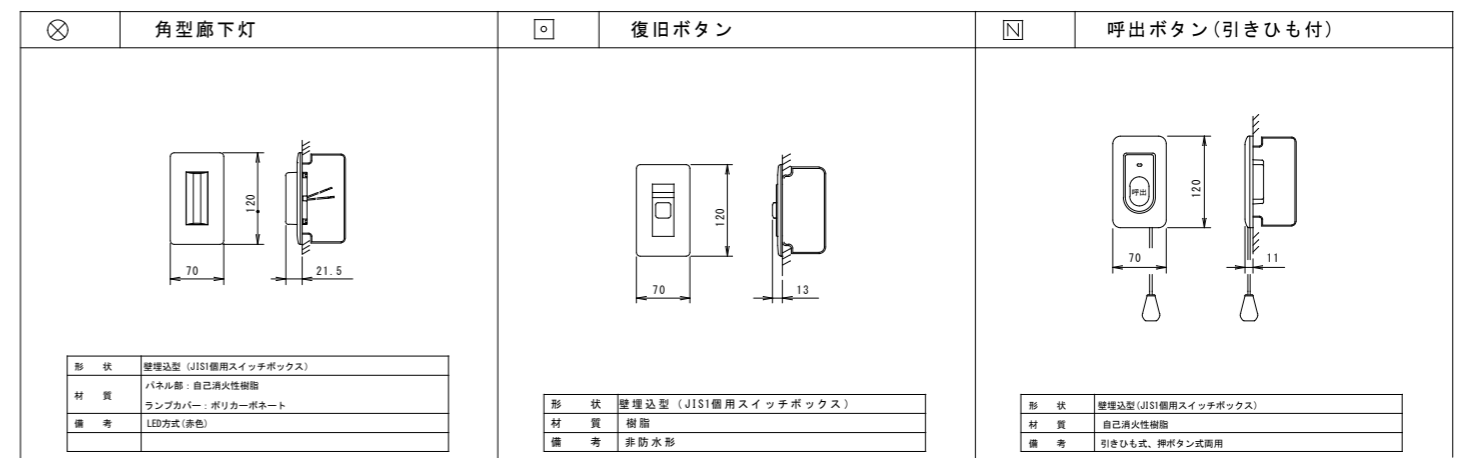 角型廊下灯
120
70
21.5
形 状 壁埋込型（JIS1個用スイッチボックス）
材 質 パネル部：自己消火性樹脂
ランプカバー：ポリカーボネート
備 考 LED方式(赤色)
復旧ボタン
120
70
13
形 状 壁埋込型（JIS1個用スイッチボックス）
材 質 樹脂
備 考 非防水形
N 呼出ボタン(引きひも付)
呼出
120
70
11
形 状 壁埋込型(JIS1個用スイッチボックス)
材 質 自己消火性樹脂
備 考 引きひも式、押ボタン式両用